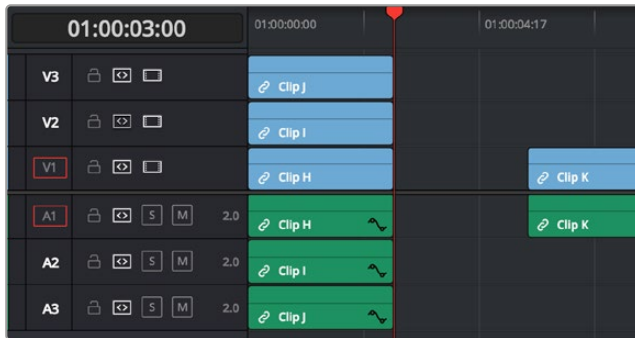 01:00:03:00
01:00:00:00
01:00:04:17
V3
Clip J
V2
Clip I
V1
Clip H
Clip K
A1 S M 2.0
Clip H
Clip K
A2 S M 2.0
Clip I
A3 S M 2.0
Clip J